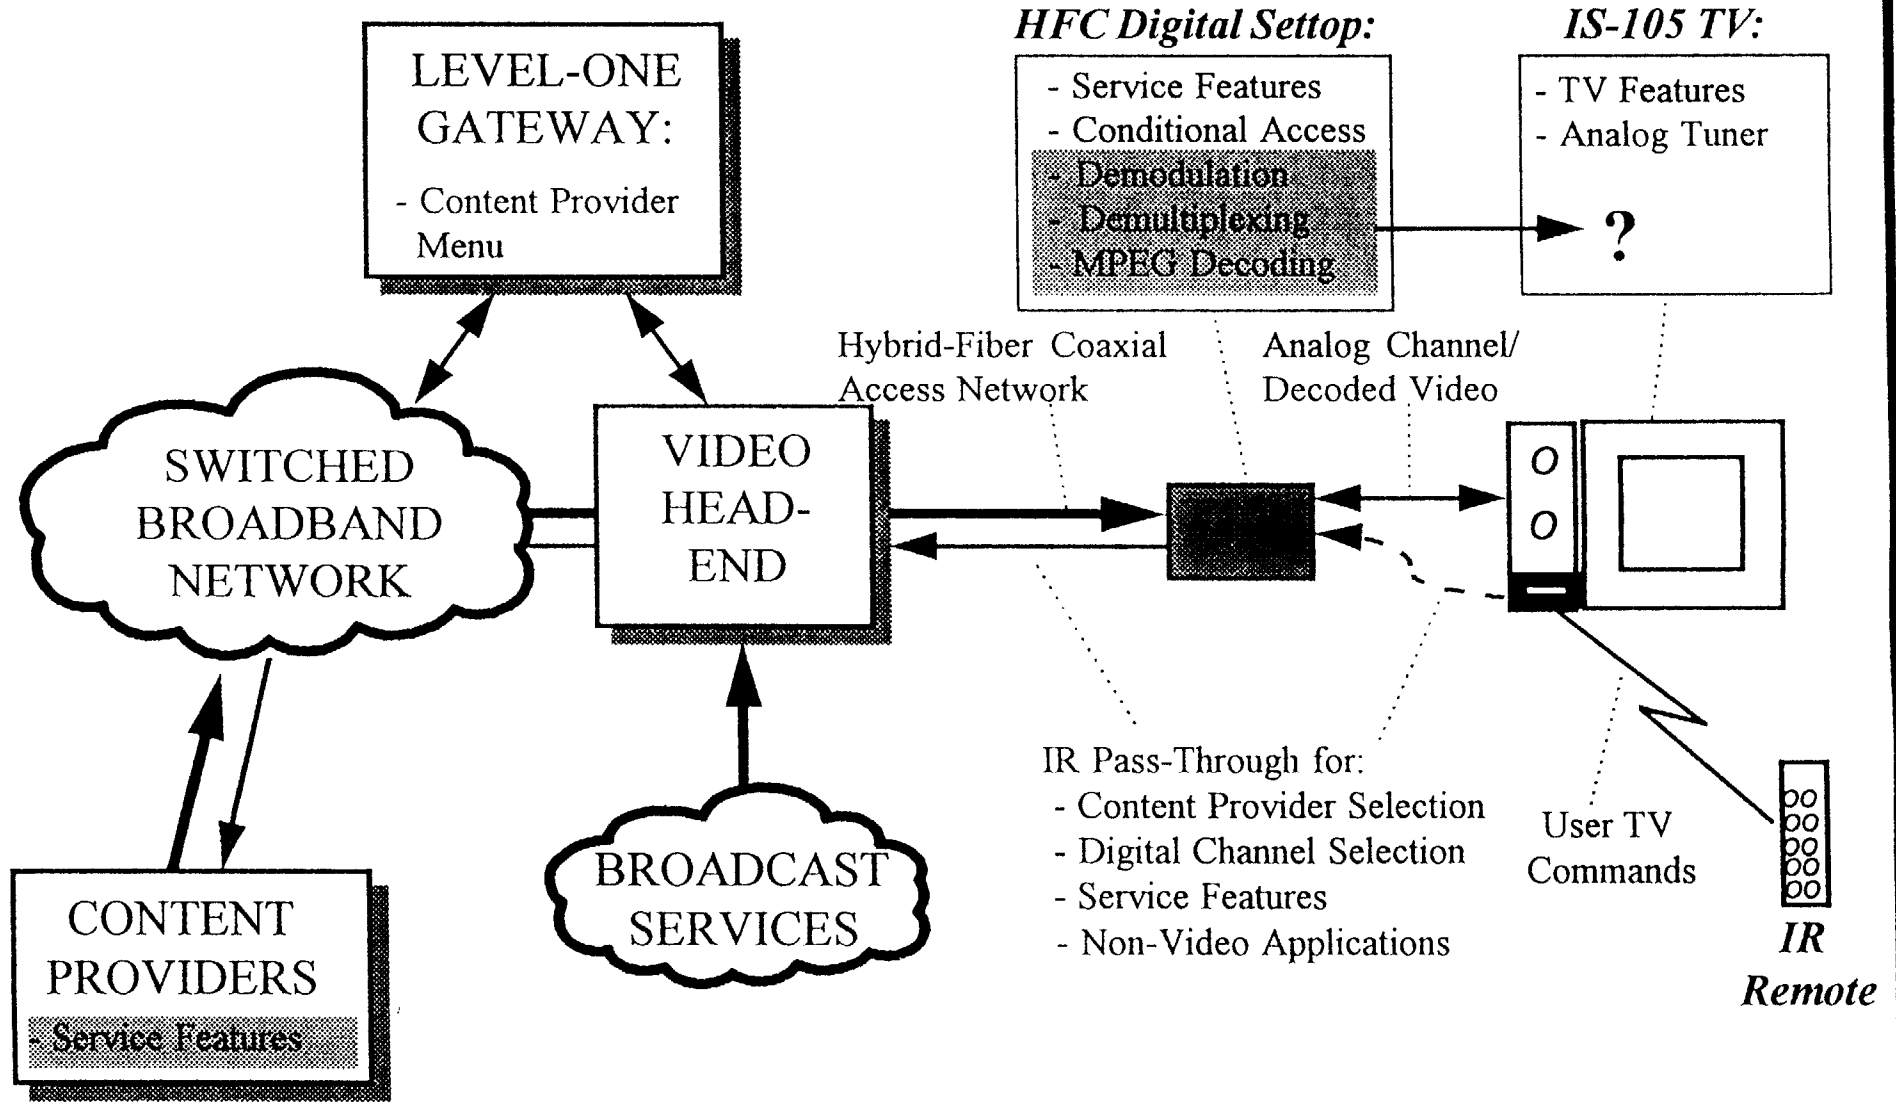 LEVEL-ONE
GATEWAY:
- Content Provider
Menu
HFC Digital Settop:
- Service Features
- Conditional Access
- Demodulation
- Demultiplexing
- MPEG Decoding
IS-105 TV:
- TV Features
- Analog Tuner
?
Hybrid-Fiber Coaxial
Access Network
Analog Channel/
Decoded Video
SWITCHED
BROADBAND
NETWORK
VIDEO
HEAD-
END
CONTENT
PROVIDERS
- Service Features
BROADCAST
SERVICES
IR Pass-Through for:
- Content Provider Selection
- Digital Channel Selection
- Service Features
- Non-Video Applications
User TV
Commands
IR
Remote